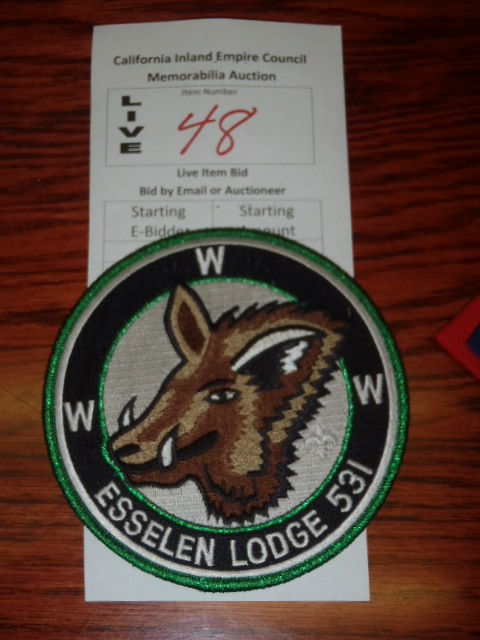 California Inland Empire Council
Memorabilia Auction
Item Number
LIVE
48
Live Item Bid
Bid by Email or Auctioneer
Starting - Starting
E-Bidder
W
W W
ESSELEN LODGE 531